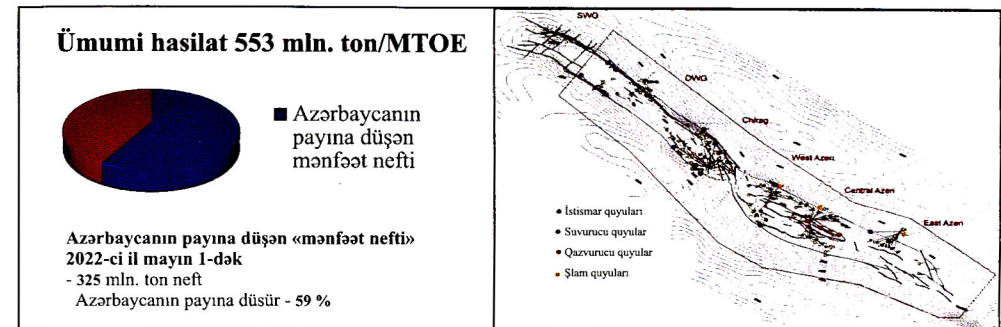 Ümumi hasilat 553 mln. ton/MTOE
Azərbaycanın
payına düşən
mənfəət nefti
Azərbaycanın payına düşən «mənfəət nefti»
2022-ci il mayın 1-dək
- 325 mln. ton neft
Azərbaycanın payına düsür - 59 %
SWG
DWG
Chirag
West Azeri
Central Azeri
East Azeri
İstismar quyuları
Suvurucu quyular
Qazvurucu quyular
Şlam quyuları